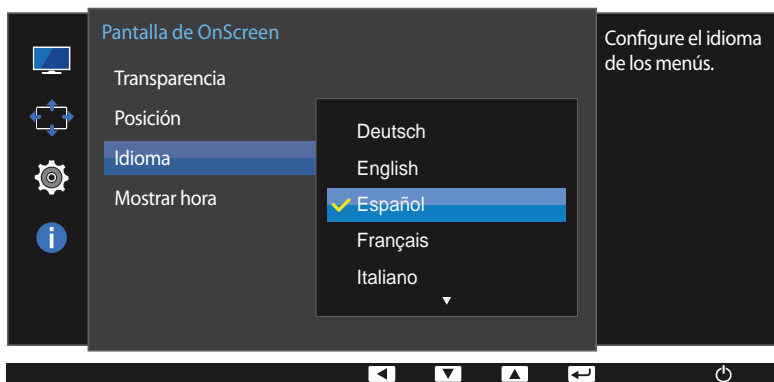 Pantalla de OnScreen
Transparencia
Posición
Idioma
Mostrar hora
Deutsch
English
Español
Français
Italiano
Configure el idioma
de los menús.